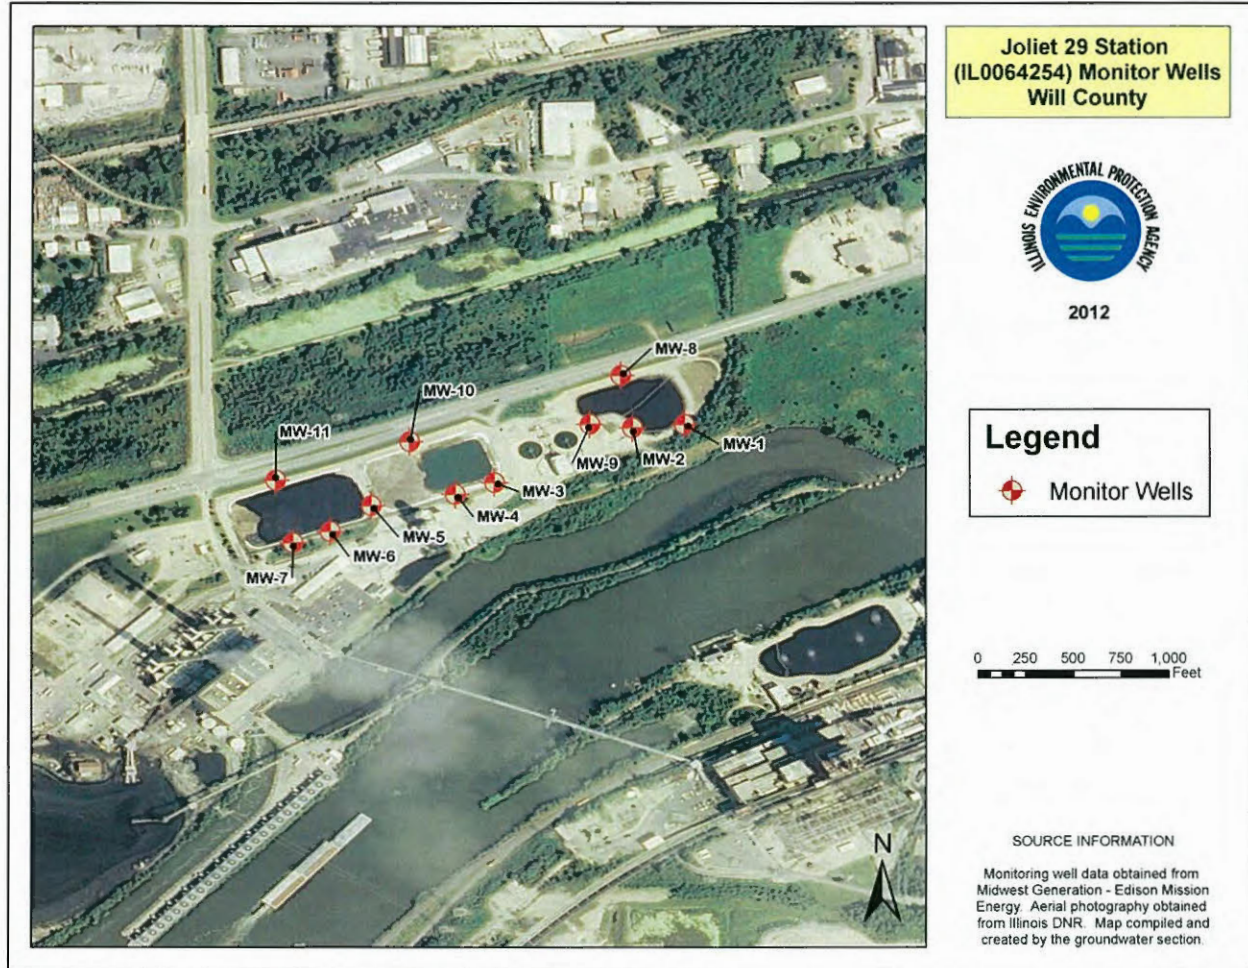 Joliet 29 Station
(IL0064254) Monitor Wells
Will County
ILLINOIS ENVIRONMENTAL PROTECTION AGENCY
2012
MW-8
MW-10
MW-11
MW-1
MW-9
MW-2
MW-3
MW-4
MW-5
MW-6
MW-7
Legend
Monitor Wells
0 250 500 750 1,000
Feet
N
SOURCE INFORMATION
Monitoring well data obtained from
Midwest Generation - Edison Mission
Energy. Aerial photography obtained
from Illinois DNR. Map compiled and
created by the groundwater section.